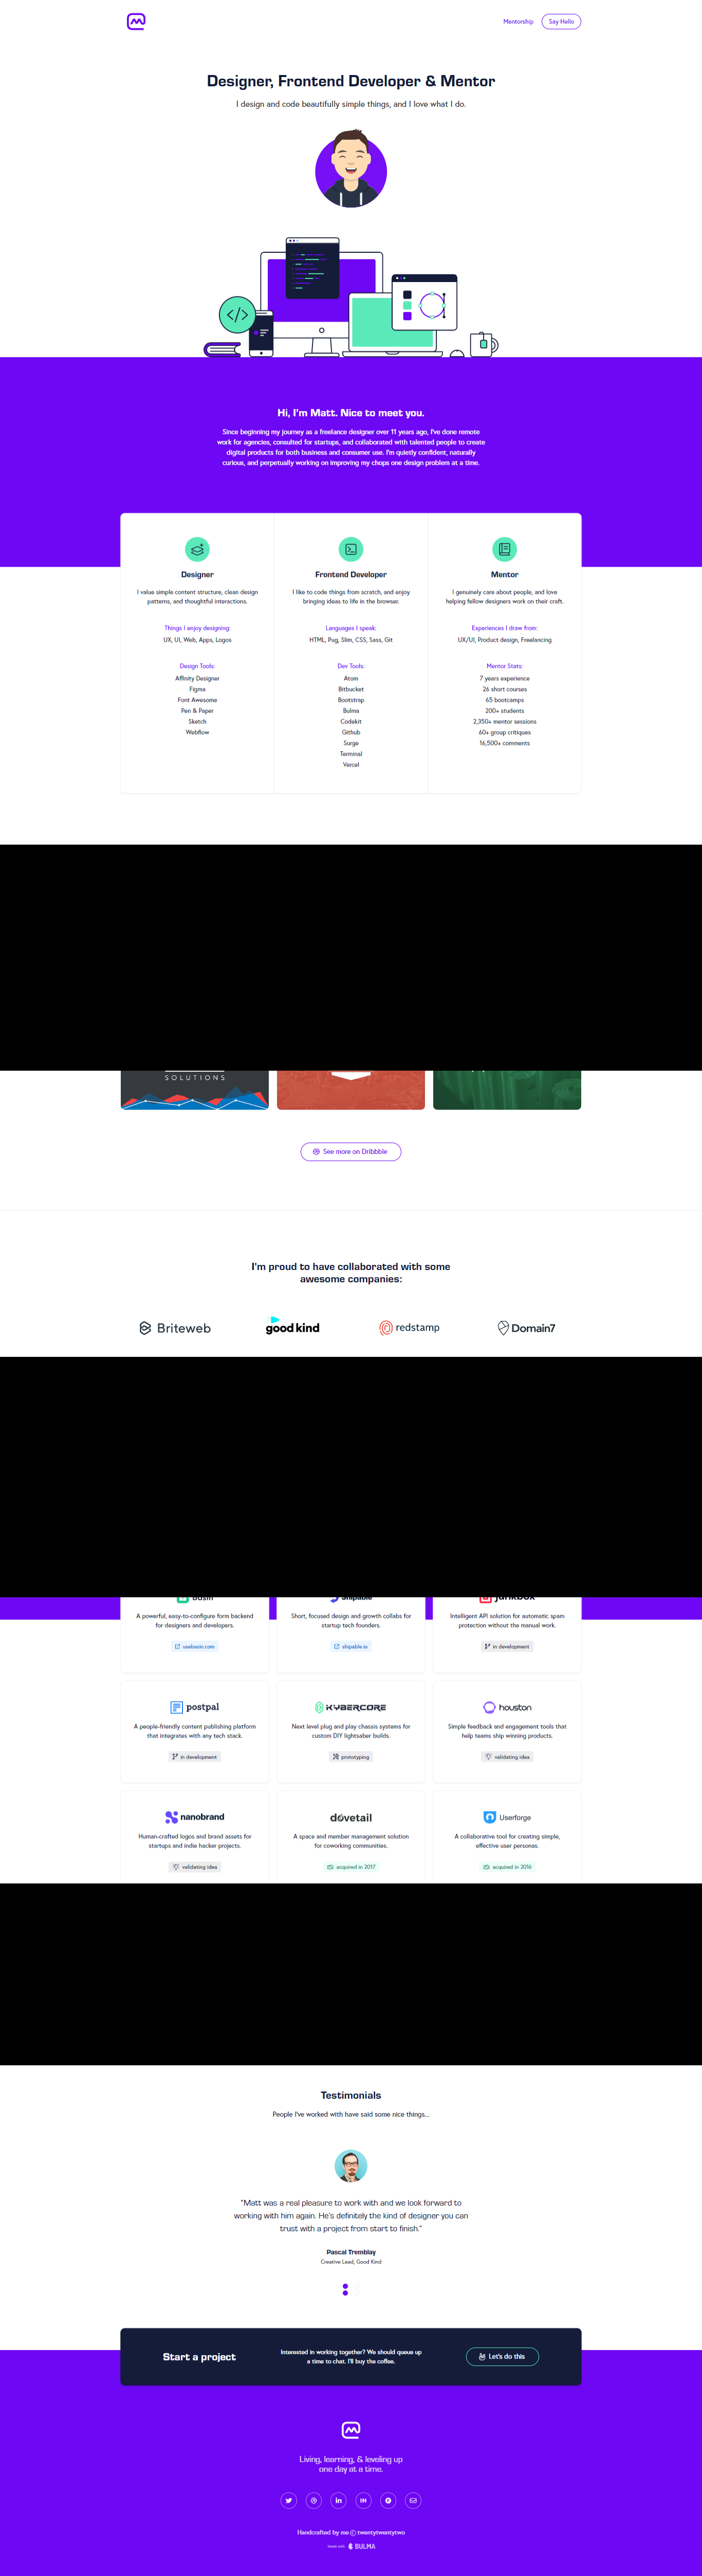 Mentorship
Say Hello
Designer, Frontend Developer & Mentor
I design and code beautifully simple things, and I love what I do.
Hi, I'm Matt. Nice to meet you.
Since beginning my journey as a freelance designer over 11 years ago, I've done remote
work for agencies, consulted for startups, and collaborated with talented people to create
digital products for both business and consumer use. I'm quietly confident, naturally
curious, and perpetually working on improving my chops one design problem at a time.
Designer
I value simple content structure, clean design
patterns, and thoughtful interactions.
Things I enjoy designing:
UX, UI, Web, Apps, Logos
Design Tools:
Affinity Designer
Figma
Font Awesome
Pen & Paper
Sketch
Webflow
Frontend Developer
I like to code things from scratch, and enjoy
bringing ideas to life in the browser.
Languages I speak:
HTML, Pug, Slim, CSS, Sass, Git
Dev Tools:
Atom
Bitbucket
Bootstrap
Bulma
Codekit
Github
Surge
Terminal
Vercel
Mentor
I genuinely care about people, and love
helping fellow designers work on their craft.
Experiences I draw from:
UX/UI, Product design, Freelancing
Mentor Stats:
7 years experience
26 short courses
65 bootcamps
200+ students
2,350+ mentor sessions
60+ group critiques
16,500+ comments
SOLUTIONS
See more on Dribbble
I'm proud to have collaborated with some
awesome companies:
Briteweb
good kind
redstamp
Domain7
A powerful, easy-to-configure form backend
for designers and developers.
usebasin.com
Shipable
Short, focused design and growth collabs for
startup tech founders.
shipable.io
junkbox
Intelligent API solution for automatic spam
protection without the manual work.
in development
postpal
A people-friendly content publishing platform
that integrates with any tech stack.
in development
KYBERCORE
Next level plug and play chassis systems for
custom DIY lightsaber builds.
prototyping
houston
Simple feedback and engagement tools that
help teams ship winning products.
validating idea
nanobrand
Human-crafted logos and brand assets for
startups and indie hacker projects.
validating idea
dovetail
A space and member management solution
for coworking communities.
acquired in 2017
Userforge
A collaborative tool for creating simple,
effective user personas.
acquired in 2016
Testimonials
People I've worked with have said some nice things...
"Matt was a real pleasure to work with and we look forward to
working with him again. He's definitely the kind of designer you can
trust with a project from start to finish."
Pascal Tremblay
Creative Lead, Good Kind
Start a project
Interested in working together? We should queue up
a time to chat. I'll buy the coffee.
Let's do this
Living, learning, & leveling up
one day at a time.
IH
Handcrafted by me © twentytwentytwo
Made with BULMA